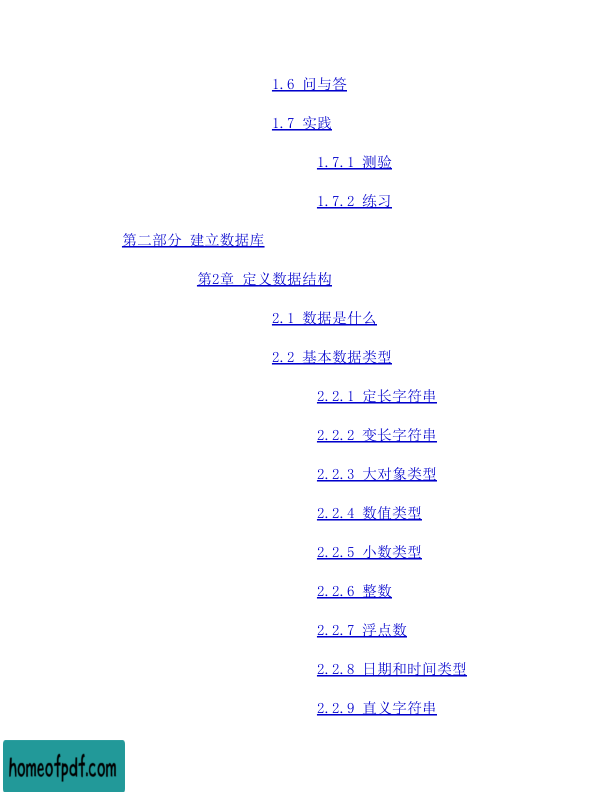 1.6 问与答
1.7 实践
1.7.1 测验
1.7.2 练习
第二部分 建立数据库
第2章 定义数据结构
2.1 数据是什么
2.2 基本数据类型
2.2.1 定长字符串
2.2.2 变长字符串
2.2.3 大对象类型
2.2.4 数值类型
2.2.5 小数类型
2.2.6 整数
2.2.7 浮点数
2.2.8 日期和时间类型
2.2.9 直义字符串
homeofpdf.com